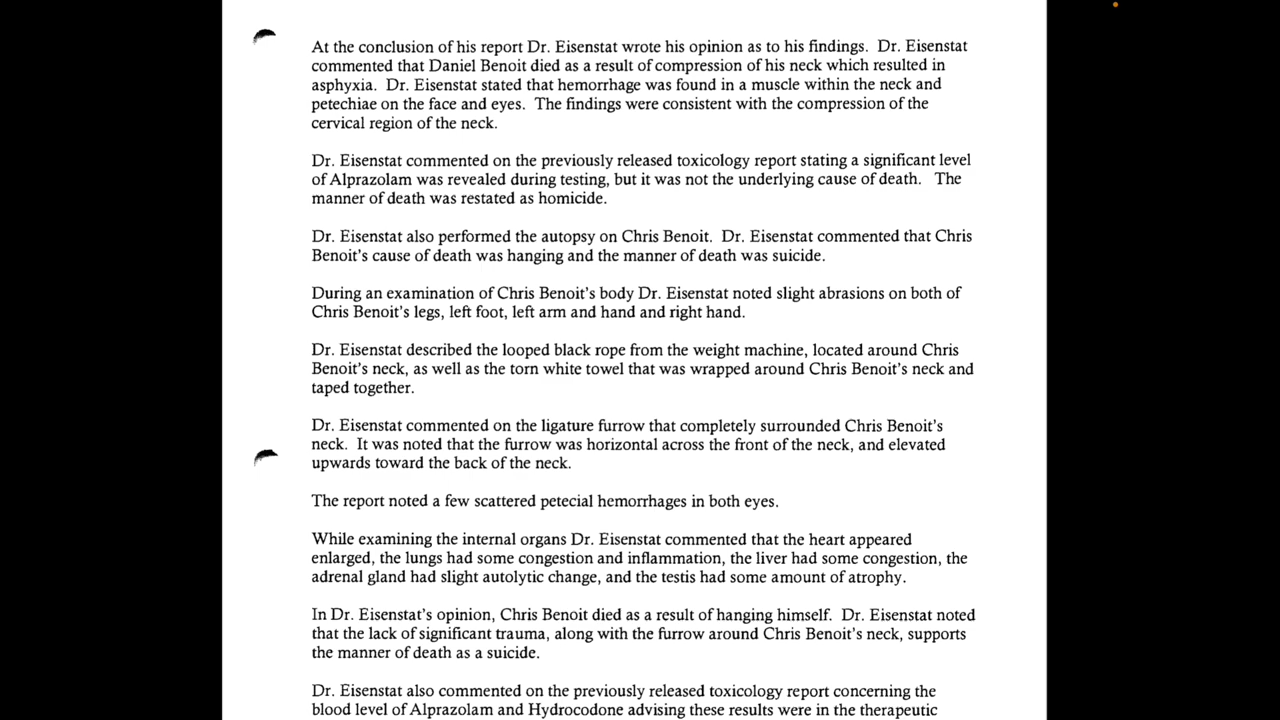 At the conclusion of his report Dr. Eisenstat wrote his opinion as to his findings.  Dr. Eisenstat
commented that Daniel Benoit died as a result of compression of his neck which resulted in
asphyxia.  Dr. Eisenstat stated that hemorrhage was found in a muscle within the neck and
petechiae on the face and eyes.  The findings were consistent with the compression of the
cervical region of the neck.
Dr. Eisenstat commented on the previously released toxicology report stating a significant level
of Alprazolam was revealed during testing, but it was not the underlying cause of death.   The
manner of death was restated as homicide.
Dr. Eisenstat also performed the autopsy on Chris Benoit.  Dr. Eisenstat commented that Chris
Benoit's cause of death was hanging and the manner of death was suicide.
During an examination of Chris Benoit's body Dr. Eisenstat noted slight abrasions on both of
Chris Benoit's legs, left foot, left arm and hand and right hand.
Dr. Eisenstat described the looped black rope from the weight machine, located around Chris
Benoit's neck, as well as the torn white towel that was wrapped around Chris Benoit's neck and
taped together.
Dr. Eisenstat commented on the ligature furrow that completely surrounded Chris Benoit's
neck.  It was noted that the furrow was horizontal across the front of the neck, and elevated
upwards toward the back of the neck.
The report noted a few scattered petecial hemorrhages in both eyes.
While examining the internal organs Dr. Eisenstat commented that the heart appeared
enlarged, the lungs had some congestion and inflammation, the liver had some congestion, the
adrenal gland had slight autolytic change, and the testis had some amount of atrophy.
In Dr. Eisenstat's opinion, Chris Benoit died as a result of hanging himself.  Dr. Eisenstat noted
that the lack of significant trauma, along with the furrow around Chris Benoit's neck, supports
the manner of death as a suicide.
Dr. Eisenstat also commented on the previously released toxicology report concerning the
blood level of Alprazolam and Hydrocodone advising these results were in the therapeutic